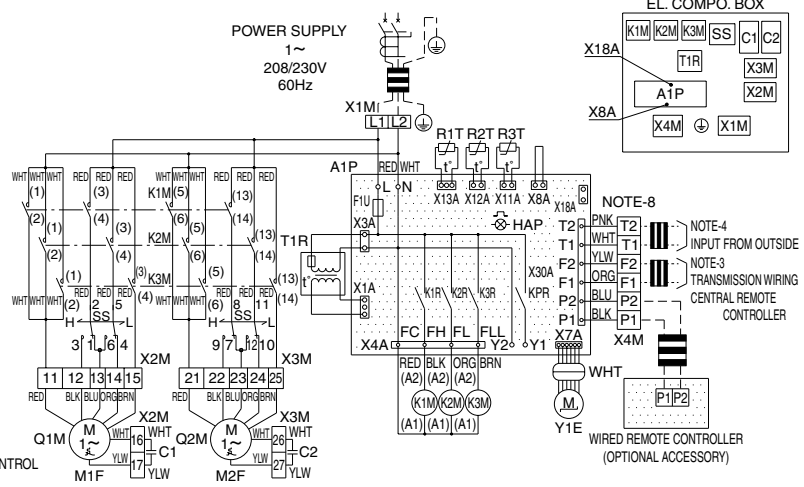 EL. COMPO. BOX
K1M K2M K3M SS C1 C2
X18A
T1R
X3M
X2M
A1P
X8A
X4M X1M
POWER SUPPLY
1~
208/230V
60Hz
X1M
L1 L2
RED WHT
R1T R2T R3T
t° t° t°
A1P
L N
X13A X12A X11A X8A
X18A
F1U
X3A
HAP
T1R
t°
X1A
X30A
K1R K2R K3R KPR
FC FH FL FLL
X4A
Y2 Y1
X7A
RED BLK ORG BRN
(A2) (A2) (A2)
K1M K2M K3M
(A1) (A1) (A1)
WHT
M
Y1E
NOTE-8
T2 PNK T2
T1 WHT T1
F2 YLW F2
F1 ORG F1
P2 BLU P2
P1 BLK P1
X4M
NOTE-4
INPUT FROM OUTSIDE
NOTE-3
TRANSMISSION WIRING
CENTRAL REMOTE
CONTROLLER
P1 P2
WIRED REMOTE CONTROLLER
(OPTIONAL ACCESSORY)
WHT WHT WHT RED RED RED WHT WHT WHT RED RED RED
(1) (3) K1M (5) (13)
(2) (4) (6) (14)
(1) (3) K2M (5) (13)
(2) (4) (6) (14)
(1) (3) K3M (5) (13)
(2) (4) (6) (14)
WHT WHT WHT RED RED RED WHT WHT WHT RED RED RED
2 5 8 11
H SS L H SS L
3 1 6 4 9 7 12 10
X2M X3M
11 12 13 14 15 21 22 23 24 25
RED BLK BLU ORG BRN RED BLK BLU ORG BRN
X2M X3M
Q1M M 1~ WHT 16 WHT C1 Q2M M 1~ WHT 26 WHT C2
YLW 17 YLW YLW 27 YLW
M1F M2F
NTROL